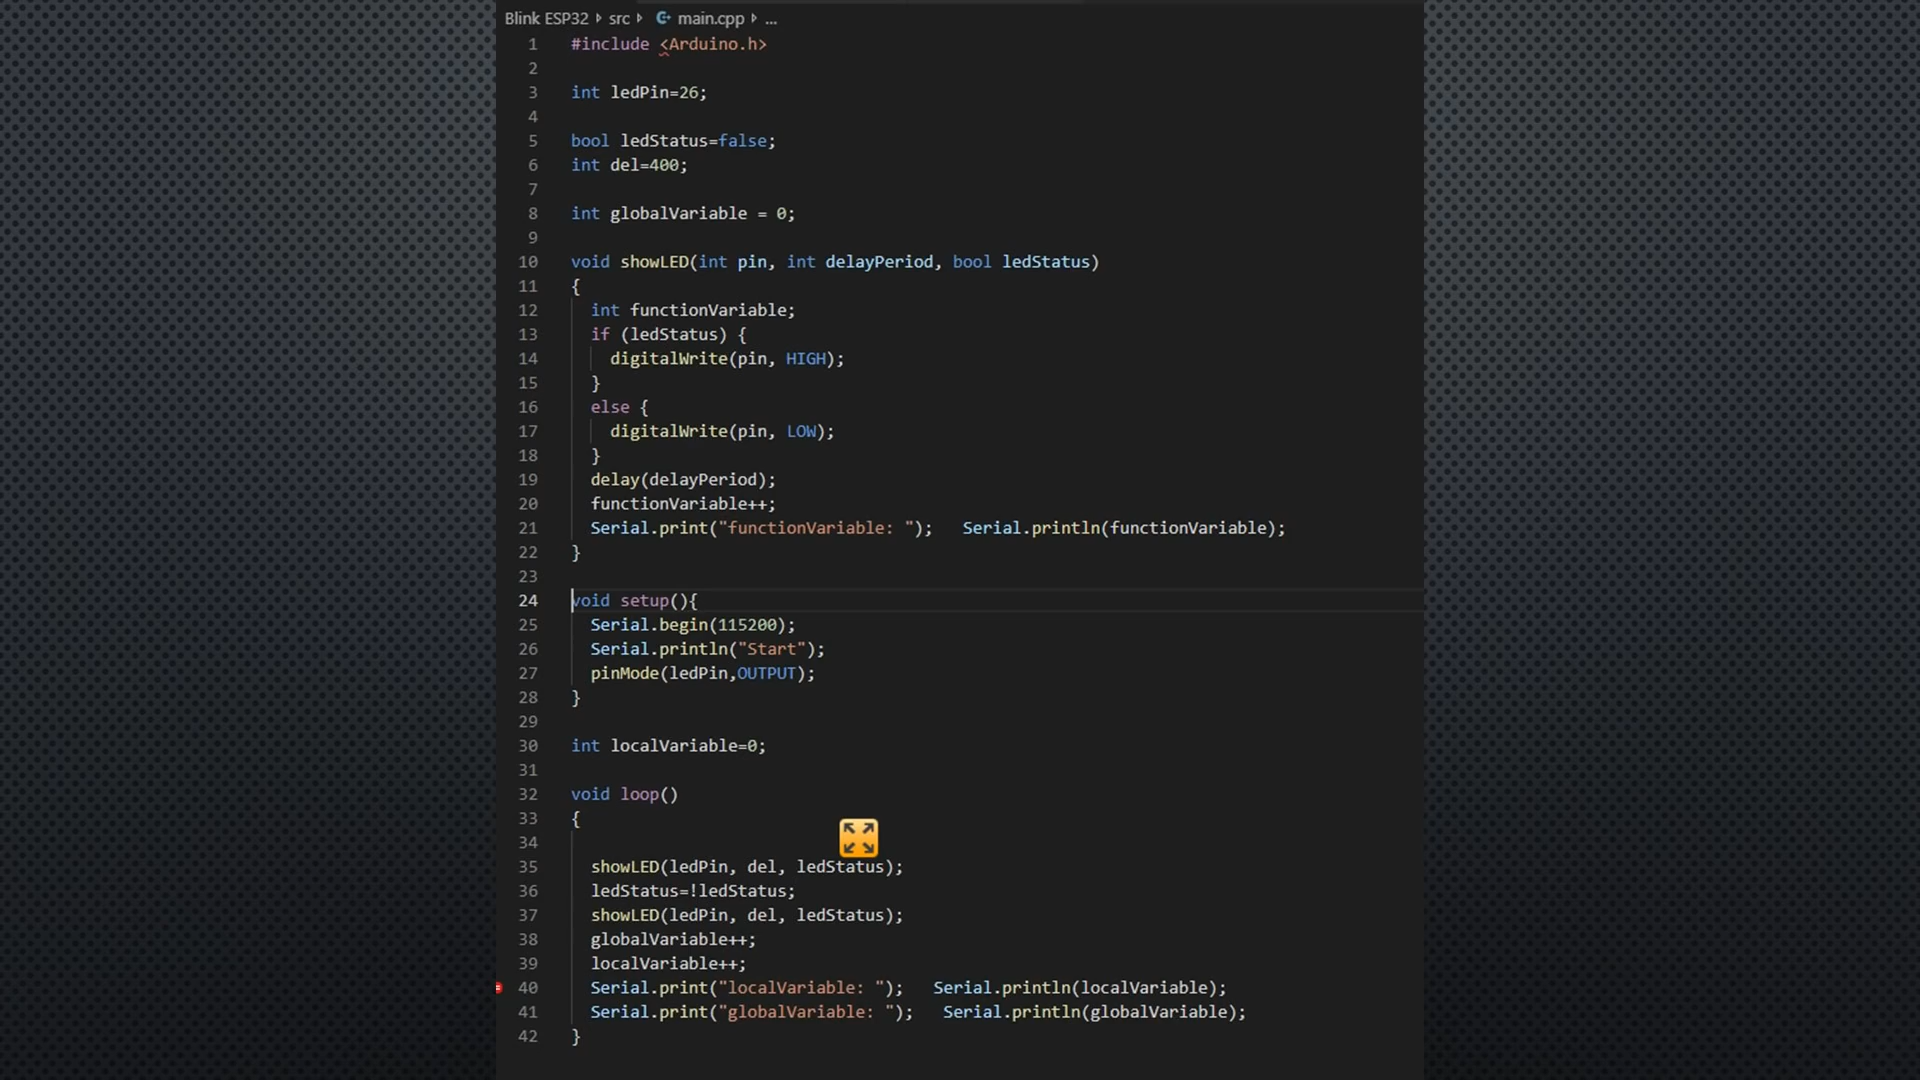 Blink ESP32 › src › main.cpp › ...
1 #include <Arduino.h>
2
3 int ledPin=26;
4
5 bool ledStatus=false;
6 int del=400;
7
8 int globalVariable = 0;
9
10 void showLED(int pin, int delayPeriod, bool ledStatus)
11 {
12 int functionVariable;
13 if (ledStatus) {
14 digitalWrite(pin, HIGH);
15 }
16 else {
17 digitalWrite(pin, LOW);
18 }
19 delay(delayPeriod);
20 functionVariable++;
21 Serial.print("functionVariable: "); Serial.println(functionVariable);
22 }
23
24 void setup(){
25 Serial.begin(115200);
26 Serial.println("Start");
27 pinMode(ledPin,OUTPUT);
28 }
29
30 int localVariable=0;
31
32 void loop()
33 {
34
35 showLED(ledPin, del, ledStatus);
36 ledStatus=!ledStatus;
37 showLED(ledPin, del, ledStatus);
38 globalVariable++;
39 localVariable++;
40 Serial.print("localVariable: "); Serial.println(localVariable);
41 Serial.print("globalVariable: "); Serial.println(globalVariable);
42 }